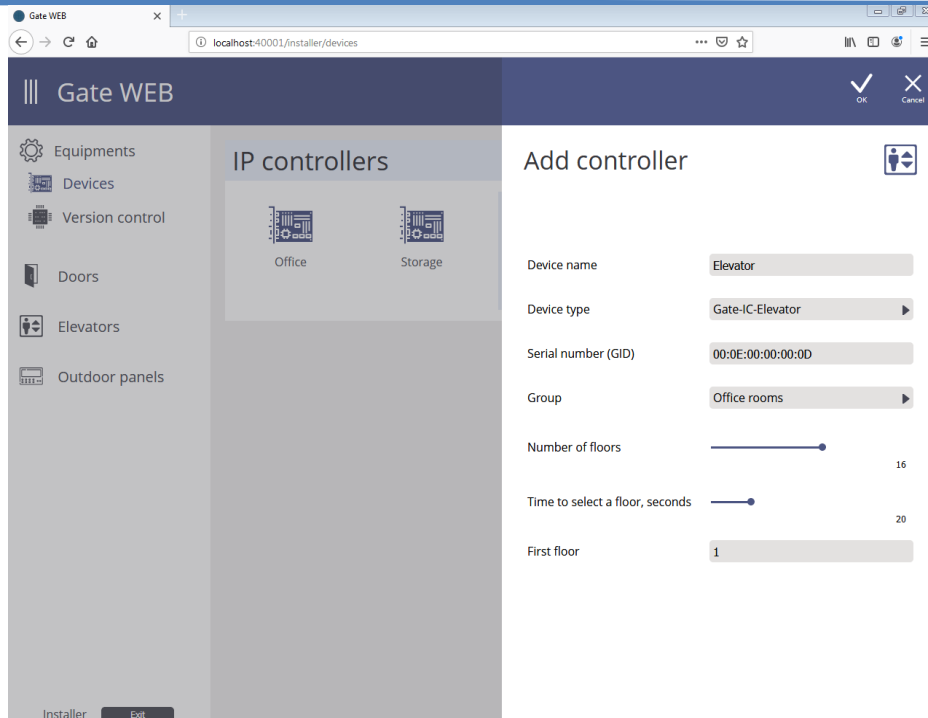 Gate WEB
localhost:40001/installer/devices
Gate WEB
OK
Cancel
Equipments
Devices
Version control
Doors
Elevators
Outdoor panels
IP controllers
Office
Storage
Add controller
Device name
Elevator
Device type
Gate-IC-Elevator
Serial number (GID)
00:0E:00:00:00:0D
Group
Office rooms
Number of floors
16
Time to select a floor, seconds
20
First floor
1
Installer
Exit